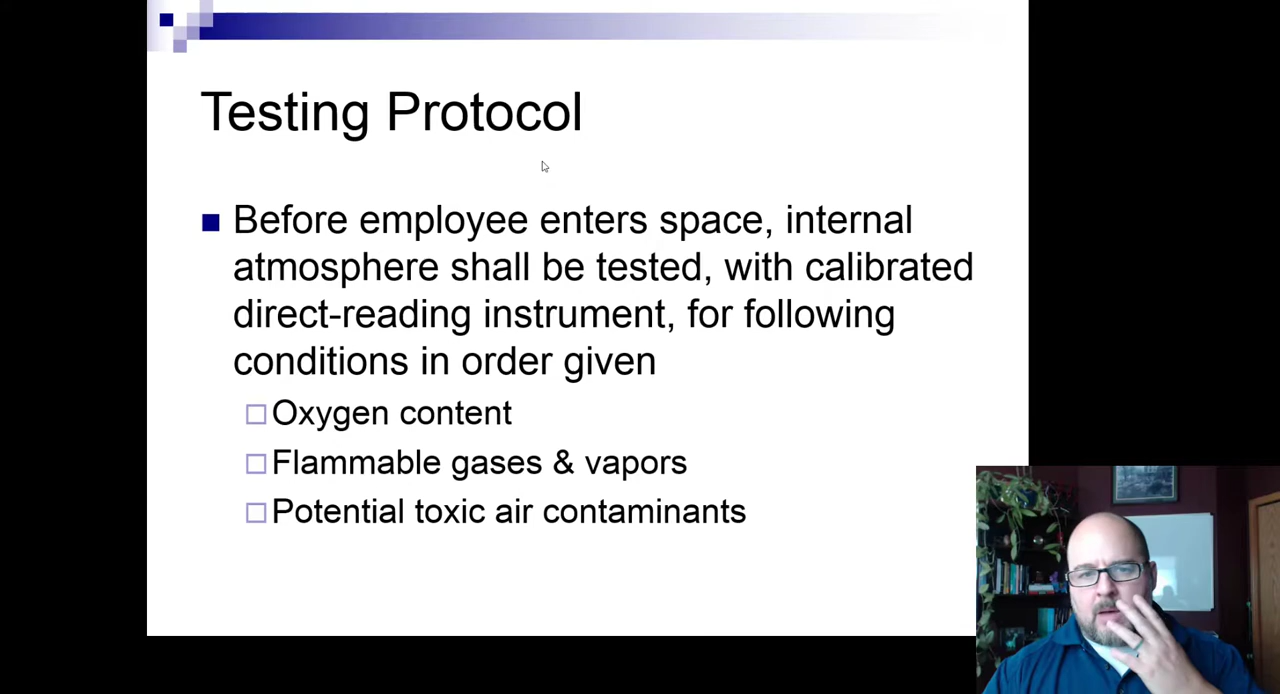 Testing Protocol
Before employee enters space, internal
atmosphere shall be tested, with calibrated
direct-reading instrument, for following
conditions in order given
Oxygen content
Flammable gases & vapors
Potential toxic air contaminants